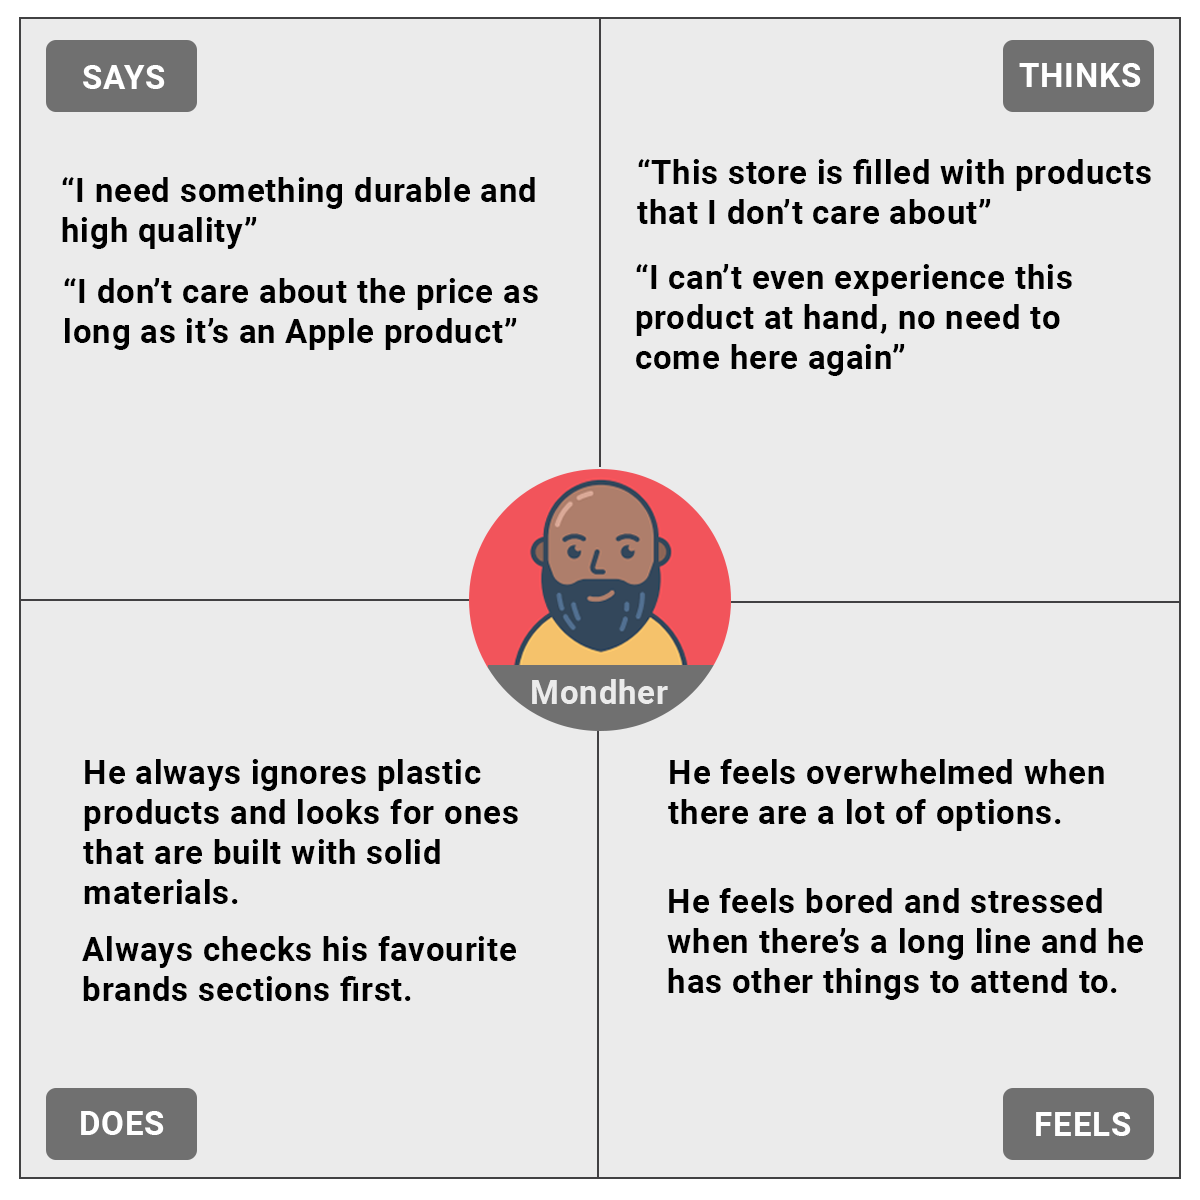 SAYS
“I need something durable and
high quality”
“I don’t care about the price as
long as it’s an Apple product”
THINKS
“This store is filled with products
that I don’t care about”
“I can’t even experience this
product at hand, no need to
come here again”
Mondher
He always ignores plastic
products and looks for ones
that are built with solid
materials.
Always checks his favourite
brands sections first.
DOES
He feels overwhelmed when
there are a lot of options.
He feels bored and stressed
when there’s a long line and he
has other things to attend to.
FEELS